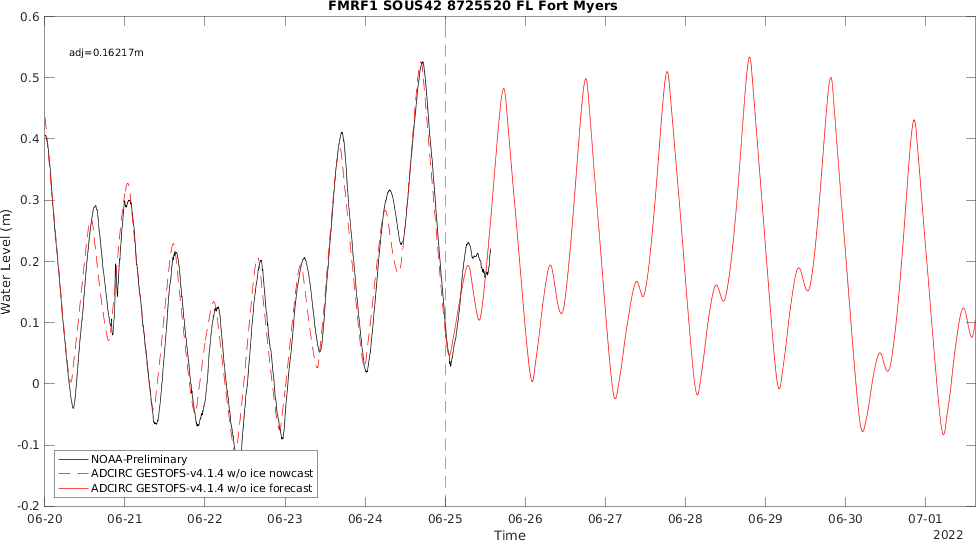 FMRF1 SOUS42 8725520 FL Fort Myers
adj=0.16217m
0.6
0.5
0.4
0.3
0.2
0.1
0
-0.1
-0.2
Water Level (m)
NOAA-Preliminary
ADCIRC GESTOFS-v4.1.4 w/o ice nowcast
ADCIRC GESTOFS-v4.1.4 w/o ice forecast
06-20 06-21 06-22 06-23 06-24 06-25 06-26 06-27 06-28 06-29 06-30 07-01
Time
2022